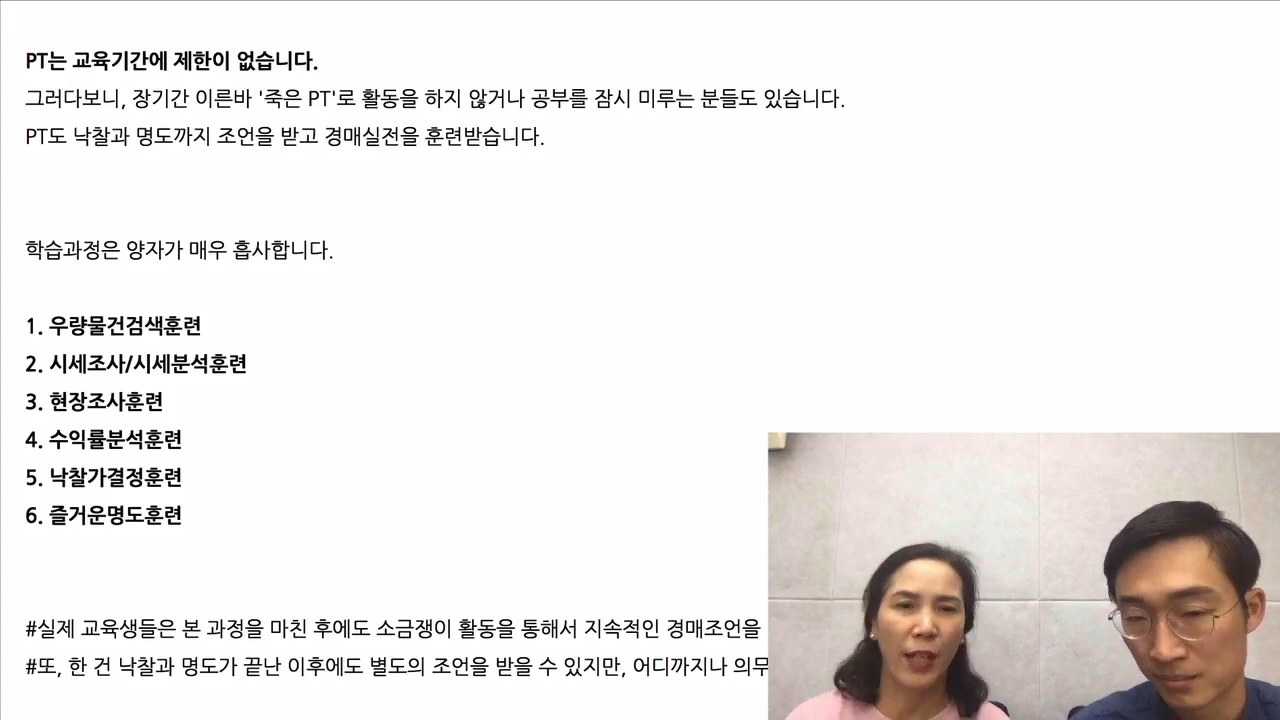 PT는 교육기간에 제한이 없습니다.
그러다보니, 장기간 이른바 '죽은 PT'로 활동을 하지 않거나 공부를 잠시 미루는 분들도 있습니다.
PT도 낙찰과 명도까지 조언을 받고 경매실전을 훈련받습니다.
학습과정은 양자가 매우 흡사합니다.
1. 우량물건검색훈련
2. 시세조사/시세분석훈련
3. 현장조사훈련
4. 수익률분석훈련
5. 낙찰가결정훈련
6. 즐거운명도훈련
#실제 교육생들은 본 과정을 마친 후에도 소금쟁이 활동을 통해서 지속적인 경매조언을
#또, 한 건 낙찰과 명도가 끝난 이후에도 별도의 조언을 받을 수 있지만, 어디까지나 의무